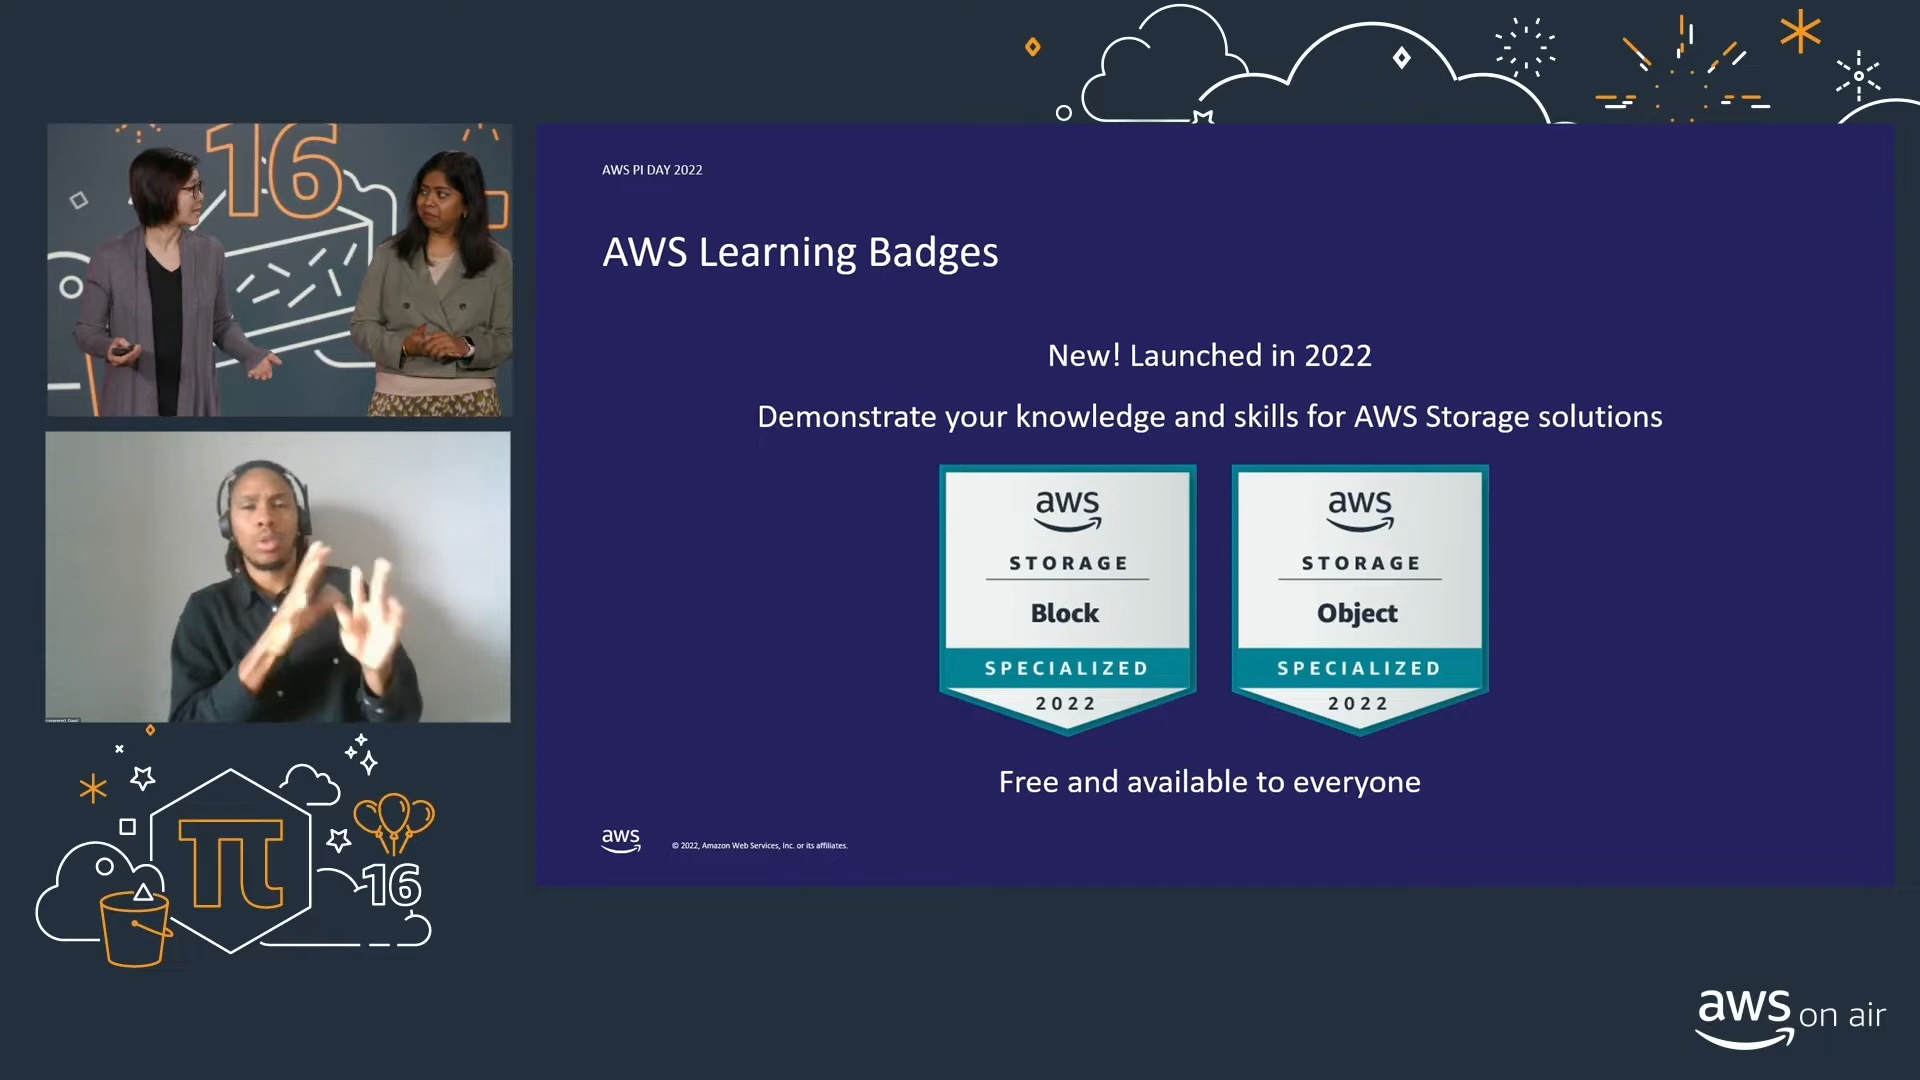 16
AWS PI DAY 2022
AWS Learning Badges
New! Launched in 2022
Demonstrate your knowledge and skills for AWS Storage solutions
aws
STORAGE
Block
SPECIALIZED
2022
aws
STORAGE
Object
SPECIALIZED
2022
Free and available to everyone
aws
© 2022, Amazon Web Services, Inc. or its affiliates.
π
16
aws on air